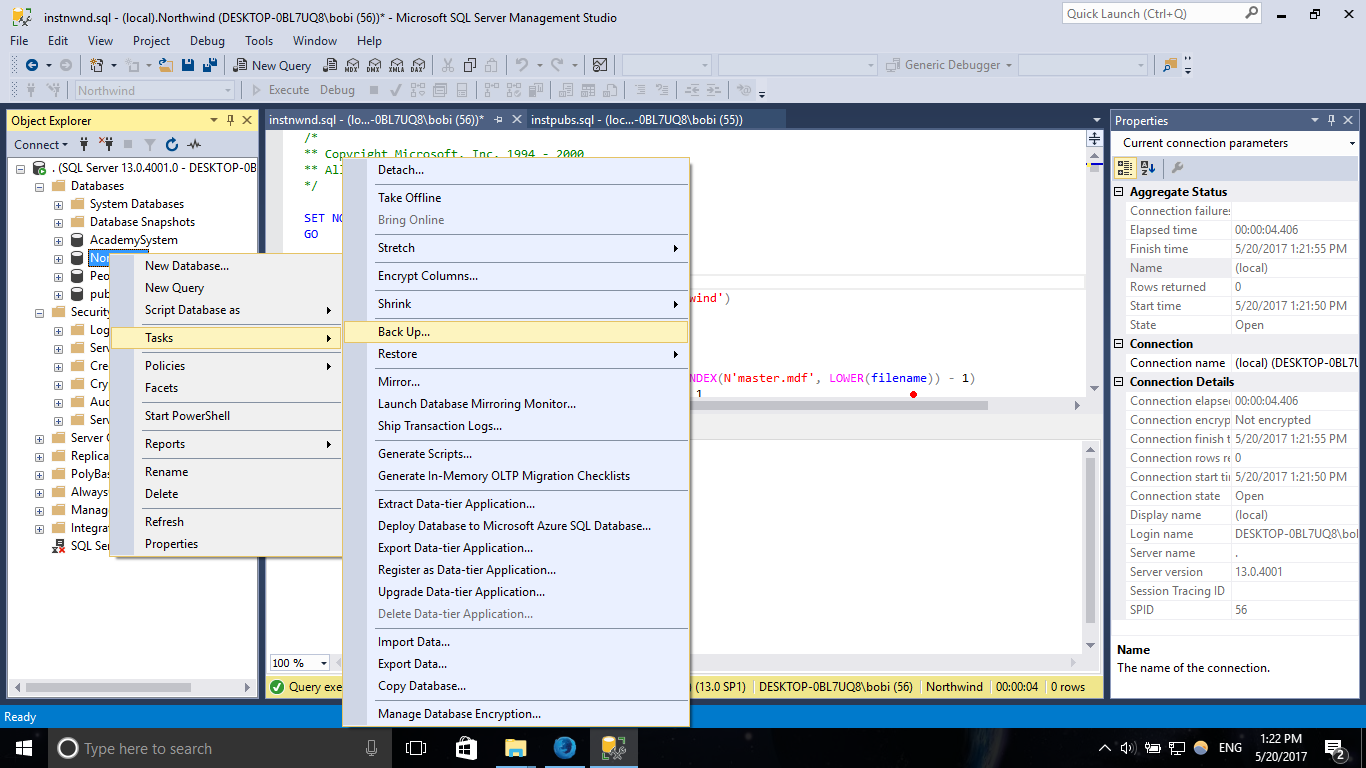 instnwnd.sql - (local).Northwind (DESKTOP-0BL7UQ8\bobi (56))* - Microsoft SQL Server Management Studio
Quick Launch (Ctrl+Q)
File Edit View Project Debug Tools Window Help
New Query
MDX DMX XMLA DAX
Generic Debugger
Northwind
Execute Debug
Object Explorer
Connect
. (SQL Server 13.0.4001.0 - DESKTOP-0B
Databases
System Databases
Database Snapshots
AcademySystem
Nor
Peo
pub
Security
Log
Serv
Cre
Cry
Aud
Serv
Server O
Replica
PolyBas
Always
Manag
Integrat
SQL Ser
New Database...
New Query
Script Database as
Tasks
Policies
Facets
Start PowerShell
Reports
Rename
Delete
Refresh
Properties
Detach...
Take Offline
Bring Online
Stretch
Encrypt Columns...
Shrink
Back Up...
Restore
Mirror...
Launch Database Mirroring Monitor...
Ship Transaction Logs...
Generate Scripts...
Generate In-Memory OLTP Migration Checklists
Extract Data-tier Application...
Deploy Database to Microsoft Azure SQL Database...
Export Data-tier Application...
Register as Data-tier Application...
Upgrade Data-tier Application...
Delete Data-tier Application...
Import Data...
Export Data...
Copy Database...
Manage Database Encryption...
instnwnd.sql - (lo...-0BL7UQ8\bobi (56))*
instpubs.sql - (loc...-0BL7UQ8\bobi (55))
/*
** Copyright Microsoft, Inc. 1994 - 2000
** All
*/
SET NO
GO
wind')
NDEX(N'master.mdf', LOWER(filename)) - 1)
1
100 %
Query exe
(13.0 SP1) DESKTOP-0BL7UQ8\bobi (56) Northwind 00:00:04 0 rows
Properties
Current connection parameters
Aggregate Status
Connection failures
Elapsed time 00:00:04.406
Finish time 5/20/2017 1:21:55 PM
Name (local)
Rows returned 0
Start time 5/20/2017 1:21:50 PM
State Open
Connection
Connection name (local) (DESKTOP-0BL7U
Connection Details
Connection elapse 00:00:04.406
Connection encryp Not encrypted
Connection finish t 5/20/2017 1:21:55 PM
Connection rows re 0
Connection start tir 5/20/2017 1:21:50 PM
Connection state Open
Display name (local)
Login name DESKTOP-0BL7UQ8\bol
Server name .
Server version 13.0.4001
Session Tracing ID
SPID 56
Name
The name of the connection.
Ready
Type here to search
ENG
1:22 PM
5/20/2017
2